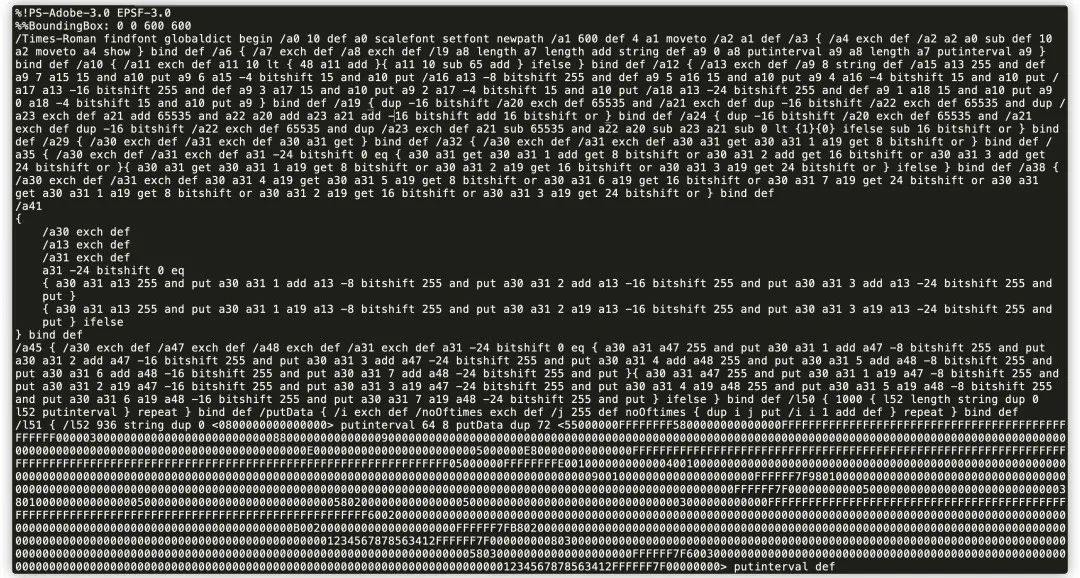 %!PS-Adobe-3.0 EPSF-3.0
%%BoundingBox: 0 0 600 600
/Times-Roman findfont globaldict begin /a0 10 def a0 scalefont setfont newpath /a1 600 def 4 a1 moveto /a2 a1 def /a3 { /a4 exch def /a2 a2 a0 sub def 10
a2 moveto a4 show } bind def /a6 { /a7 exch def /a8 exch def /l9 a8 length a7 length add string def a9 0 a8 putinterval a9 a8 length a7 putinterval a9 }
bind def /a10 { /a11 exch def a11 10 lt { 48 a11 add }{ a11 10 sub 65 add } ifelse } bind def /a12 { /a13 exch def /a9 8 string def /a15 a13 255 and def
a9 7 a15 15 and a10 put a9 6 a15 -4 bitshift 15 and a10 put /a16 a13 -8 bitshift 255 and def a9 5 a16 15 and a10 put a9 4 a16 -4 bitshift 15 and a10 put /
a17 a13 -16 bitshift 255 and def a9 3 a17 15 and a10 put a9 2 a17 -4 bitshift 15 and a10 put /a18 a13 -24 bitshift 255 and def a9 1 a18 15 and a10 put a9
0 a18 -4 bitshift 15 and a10 put a9 } bind def /a19 { dup -16 bitshift /a20 exch def 65535 and /a21 exch def dup -16 bitshift /a22 exch def 65535 and dup /
a23 exch def a21 add 65535 and a22 a20 add a23 a21 add -16 bitshift add 16 bitshift or } bind def /a24 { dup -16 bitshift /a20 exch def 65535 and /a21
exch def dup -16 bitshift /a22 exch def 65535 and dup /a23 exch def a21 sub 65535 and a22 a20 sub a23 a21 sub 0 lt {1}{0} ifelse sub 16 bitshift or } bind
def /a29 { /a30 exch def /a31 exch def a30 a31 get } bind def /a32 { /a30 exch def /a31 exch def a30 a31 get a30 a31 1 a19 get 8 bitshift or } bind def /
a35 { /a30 exch def /a31 exch def a31 -24 bitshift 0 eq { a30 a31 get a30 a31 1 add get 8 bitshift or a30 a31 2 add get 16 bitshift or a30 a31 3 add get
24 bitshift or }{ a30 a31 get a30 a31 1 a19 get 8 bitshift or a30 a31 2 a19 get 16 bitshift or a30 a31 3 a19 get 24 bitshift or } ifelse } bind def /a38 {
/a30 exch def /a31 exch def a30 a31 4 a19 get a30 a31 5 a19 get 8 bitshift or a30 a31 6 a19 get 16 bitshift or a30 a31 7 a19 get 24 bitshift or a30 a31
get a30 a31 1 a19 get 8 bitshift or a30 a31 2 a19 get 16 bitshift or a30 a31 3 a19 get 24 bitshift or } bind def
/a41
{
/a30 exch def
/a13 exch def
/a31 exch def
a31 -24 bitshift 0 eq
{ a30 a31 a13 255 and put a30 a31 1 add a13 -8 bitshift 255 and put a30 a31 2 add a13 -16 bitshift 255 and put a30 a31 3 add a13 -24 bitshift 255 and
put }
{ a30 a31 a13 255 and put a30 a31 1 a19 a13 -8 bitshift 255 and put a30 a31 2 a19 a13 -16 bitshift 255 and put a30 a31 3 a19 a13 -24 bitshift 255 and
put } ifelse
} bind def
/a45 { /a30 exch def /a47 exch def /a48 exch def /a31 exch def a31 -24 bitshift 0 eq { a30 a31 a47 255 and put a30 a31 1 add a47 -8 bitshift 255 and put
a30 a31 2 add a47 -16 bitshift 255 and put a30 a31 3 add a47 -24 bitshift 255 and put a30 a31 4 add a48 255 and put a30 a31 5 add a48 -8 bitshift 255 and
put a30 a31 6 add a48 -16 bitshift 255 and put a30 a31 7 add a48 -24 bitshift 255 and put }{ a30 a31 a47 255 and put a30 a31 1 a19 a47 -8 bitshift 255 and
put a30 a31 2 a19 a47 -16 bitshift 255 and put a30 a31 3 a19 a47 -24 bitshift 255 and put a30 a31 4 a19 a48 255 and put a30 a31 5 a19 a48 -8 bitshift 255
and put a30 a31 6 a19 a48 -16 bitshift 255 and put a30 a31 7 a19 a48 -24 bitshift 255 and put } ifelse } bind def /l50 { 1000 { l52 length string dup 0
l52 putinterval } repeat } bind def /putData { /i exch def /noOftimes exch def /j 255 def noOftimes { dup i j put /i i 1 add def } repeat } bind def
/l51 { /l52 936 string dup 0 <0800000000000000> putinterval 64 8 putData dup 72
putinterval def